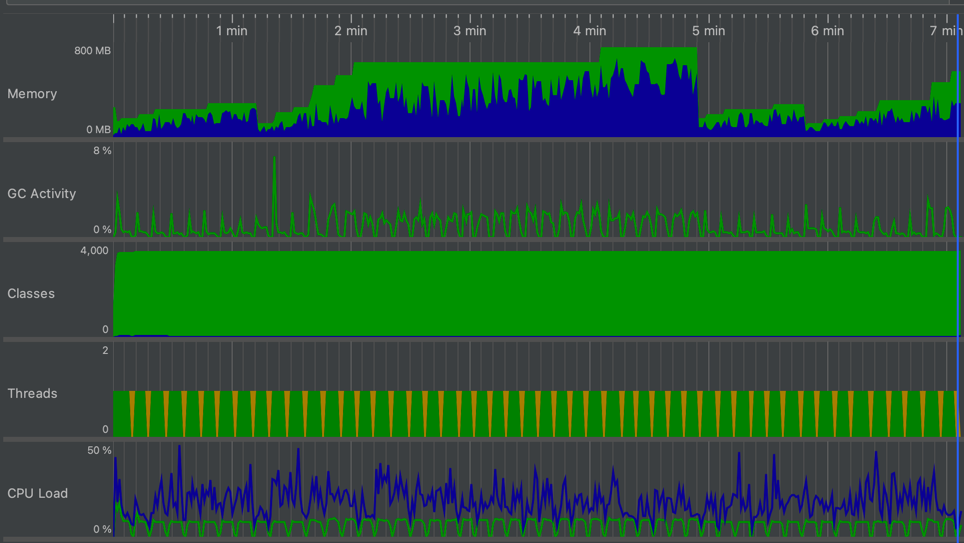 1 min 2 min 3 min 4 min 5 min 6 min 7 min
800 MB
Memory
0 MB
8 %
GC Activity
0 %
4,000
Classes
0
2
Threads
0
50 %
CPU Load
0 %